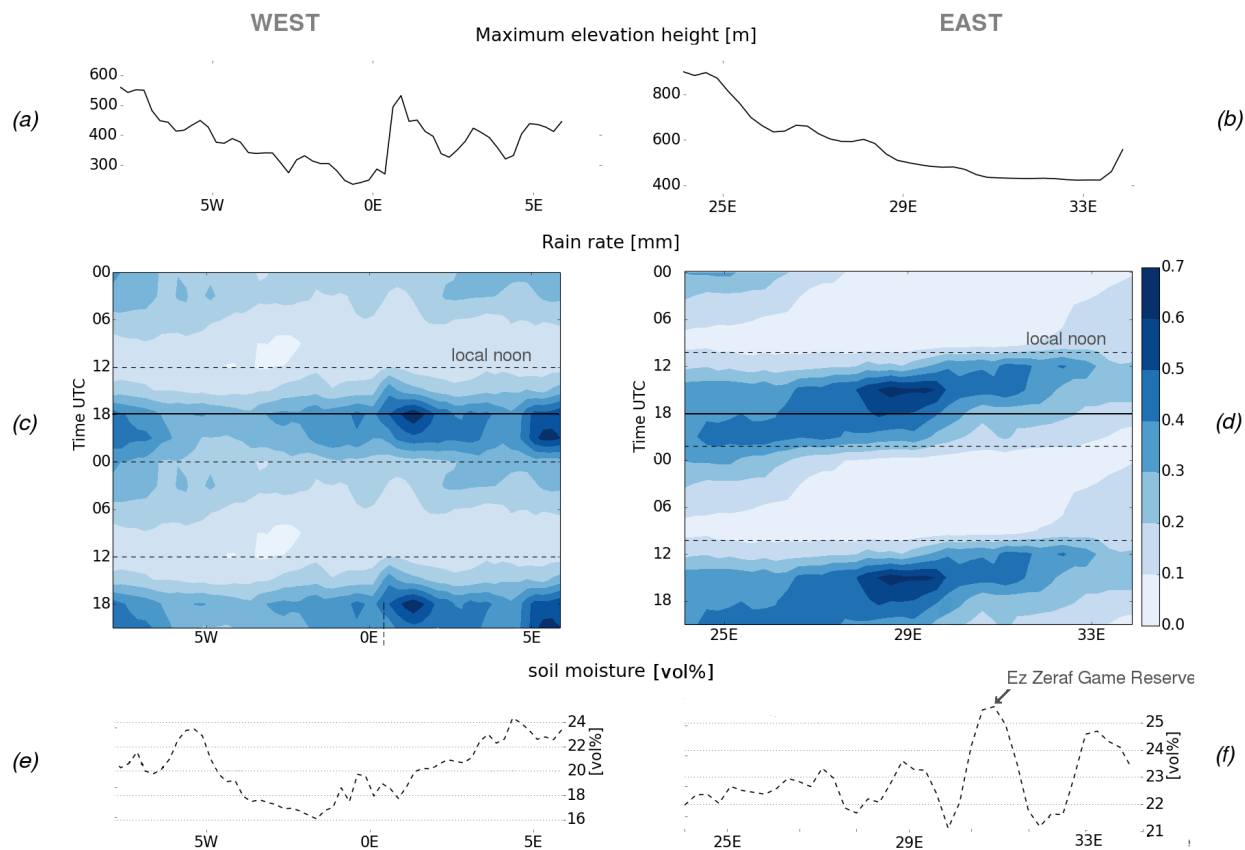 WEST EAST
Maximum elevation height [m]
(a) 600 500 400 300
5W 0E 5E
800 600 400 (b)
25E 29E 33E
Rain rate [mm]
00 06 12 18 00 06 12 18
Time UTC
local noon
(c)
5W 0E 5E
00 06 12 18 00 06 12 18
Time UTC
local noon
(d)
25E 29E 33E
0.7 0.6 0.5 0.4 0.3 0.2 0.1 0.0
soil moisture [vol%]
Ez Zeraf Game Reserve
(e) 24 22 20 18 16
[vol%]
5W 0E 5E
25 24 23 22 21
[vol%]
(f)
25E 29E 33E